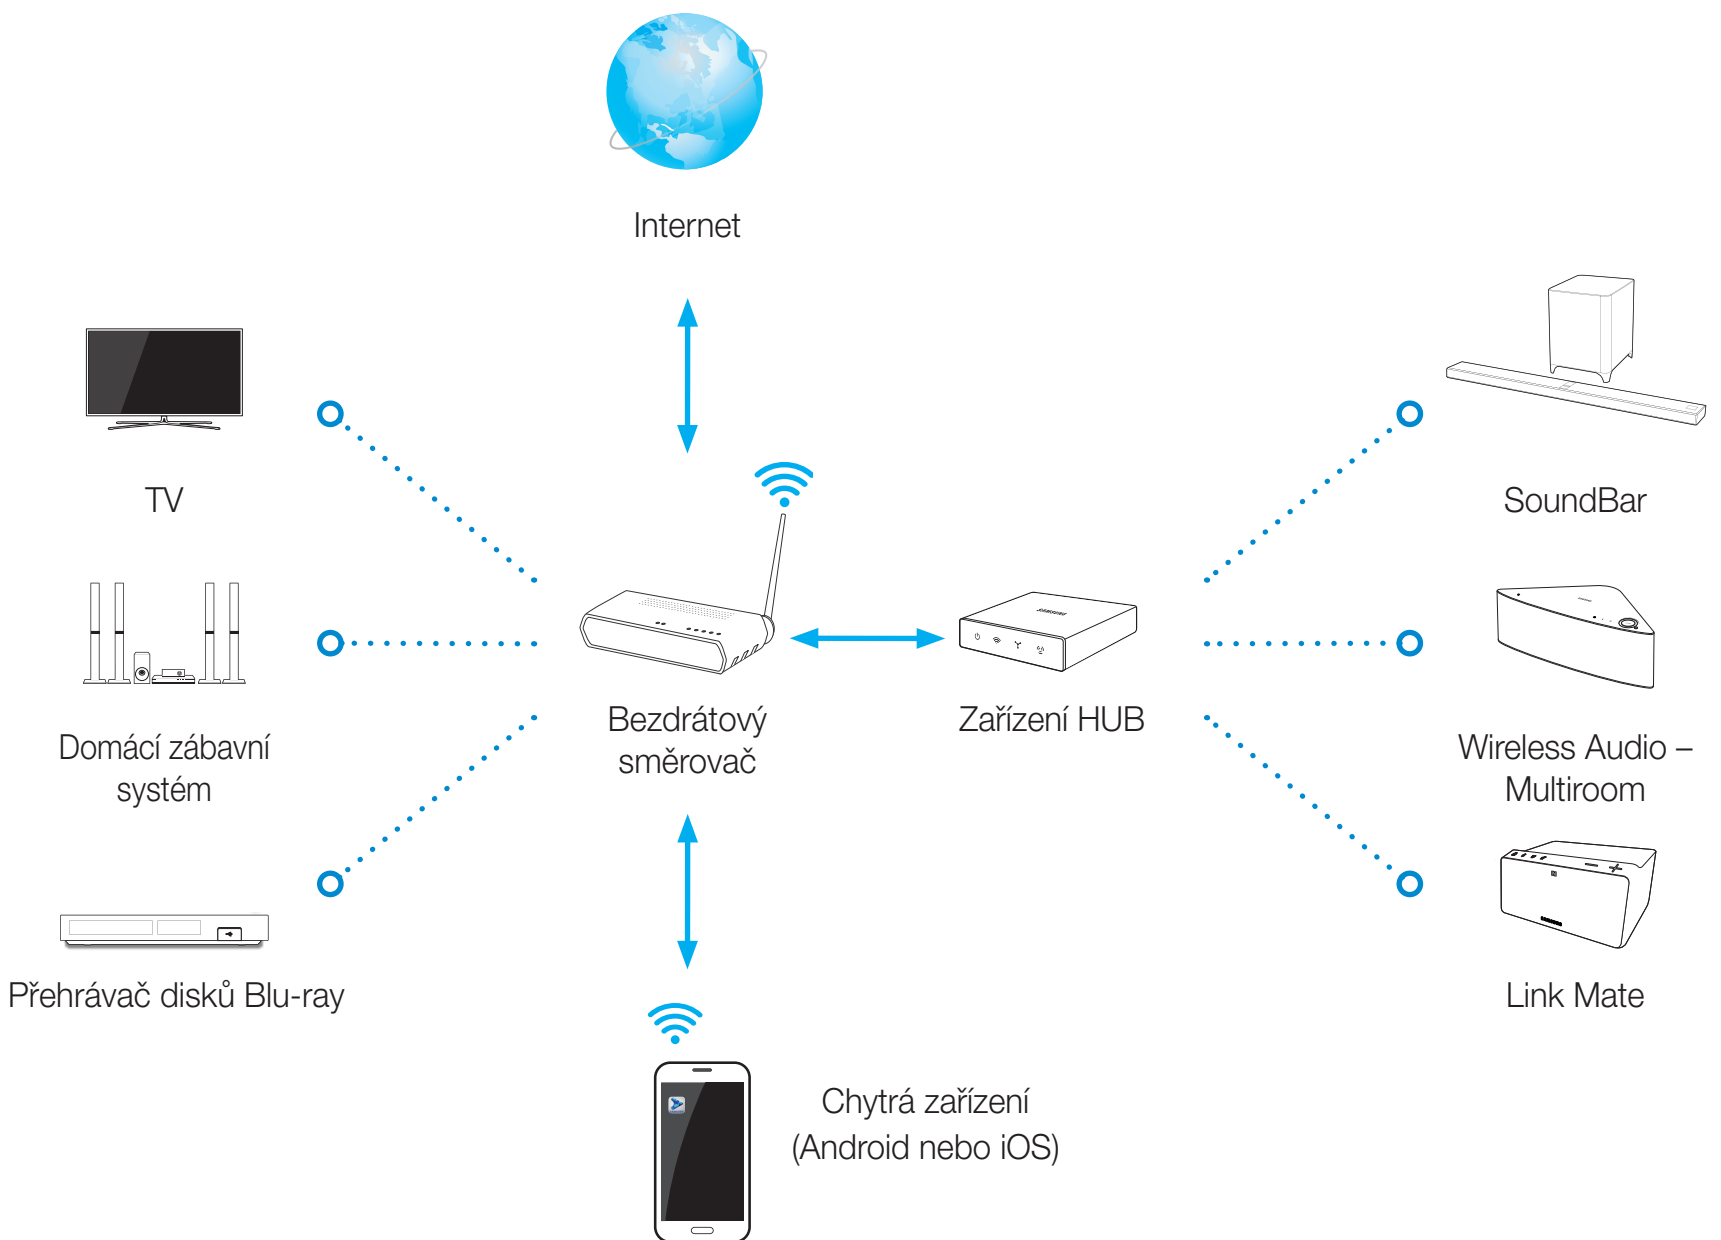 Internet
TV
SoundBar
SAMSUNG
Bezdrátový
směrovač
Zařízení HUB
Domácí zábavní
systém
Wireless Audio –
Multiroom
Přehrávač disků Blu-ray
Link Mate
Chytrá zařízení
(Android nebo iOS)